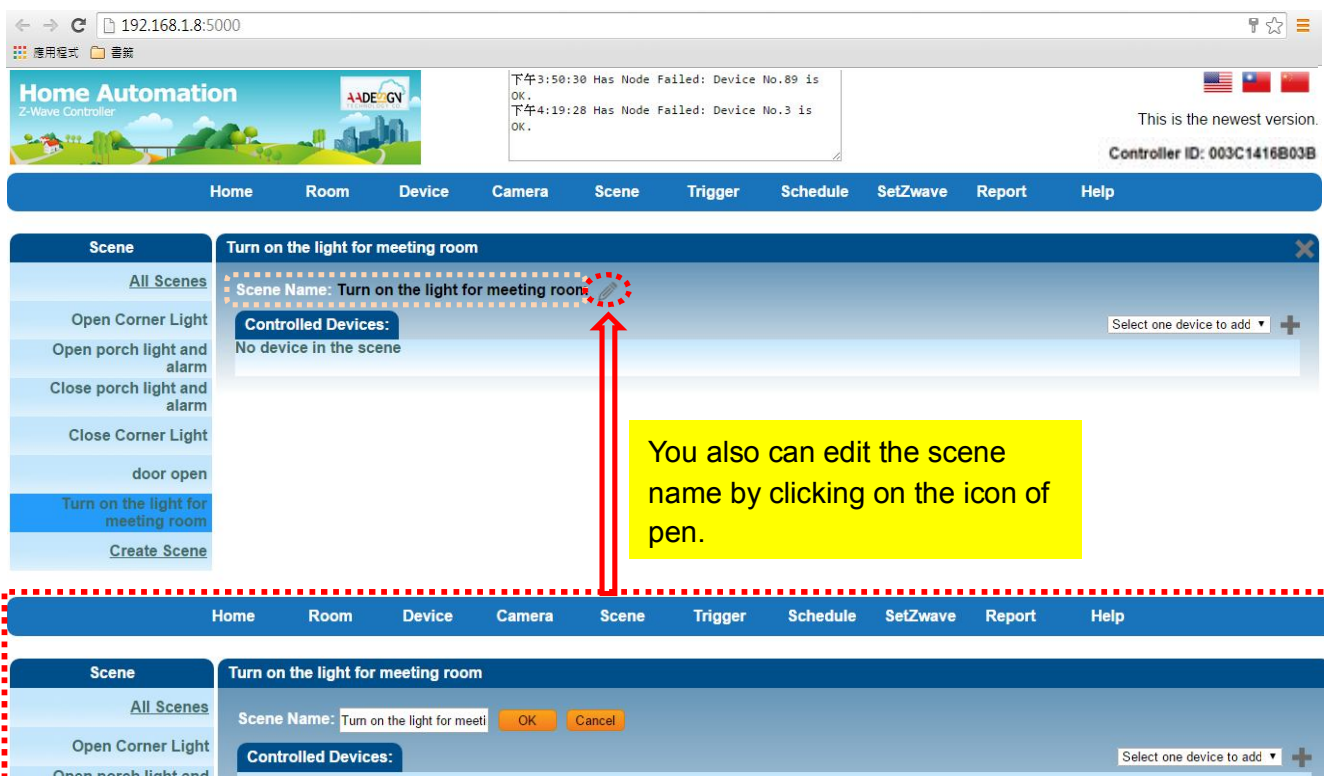 192.168.1.8:5000
應用程式 書籤
Home Automation
Z-Wave Controller
AADESIGN
TECHNOLOGY CO.
下午3:50:30 Has Node Failed: Device No.89 is
OK.
下午4:19:28 Has Node Failed: Device No.3 is
OK.
This is the newest version.
Controller ID: 003C1416B03B
Home Room Device Camera Scene Trigger Schedule SetZwave Report Help
Scene
All Scenes
Open Corner Light
Open porch light and
alarm
Close porch light and
alarm
Close Corner Light
door open
Turn on the light for
meeting room
Create Scene
Turn on the light for meeting room
Scene Name: Turn on the light for meeting room
Controlled Devices:
Select one device to add
No device in the scene
You also can edit the scene
name by clicking on the icon of
pen.
Home Room Device Camera Scene Trigger Schedule SetZwave Report Help
Scene
All Scenes
Open Corner Light
Open porch light and
Turn on the light for meeting room
Scene Name: Turn on the light for meeti OK Cancel
Controlled Devices:
Select one device to add